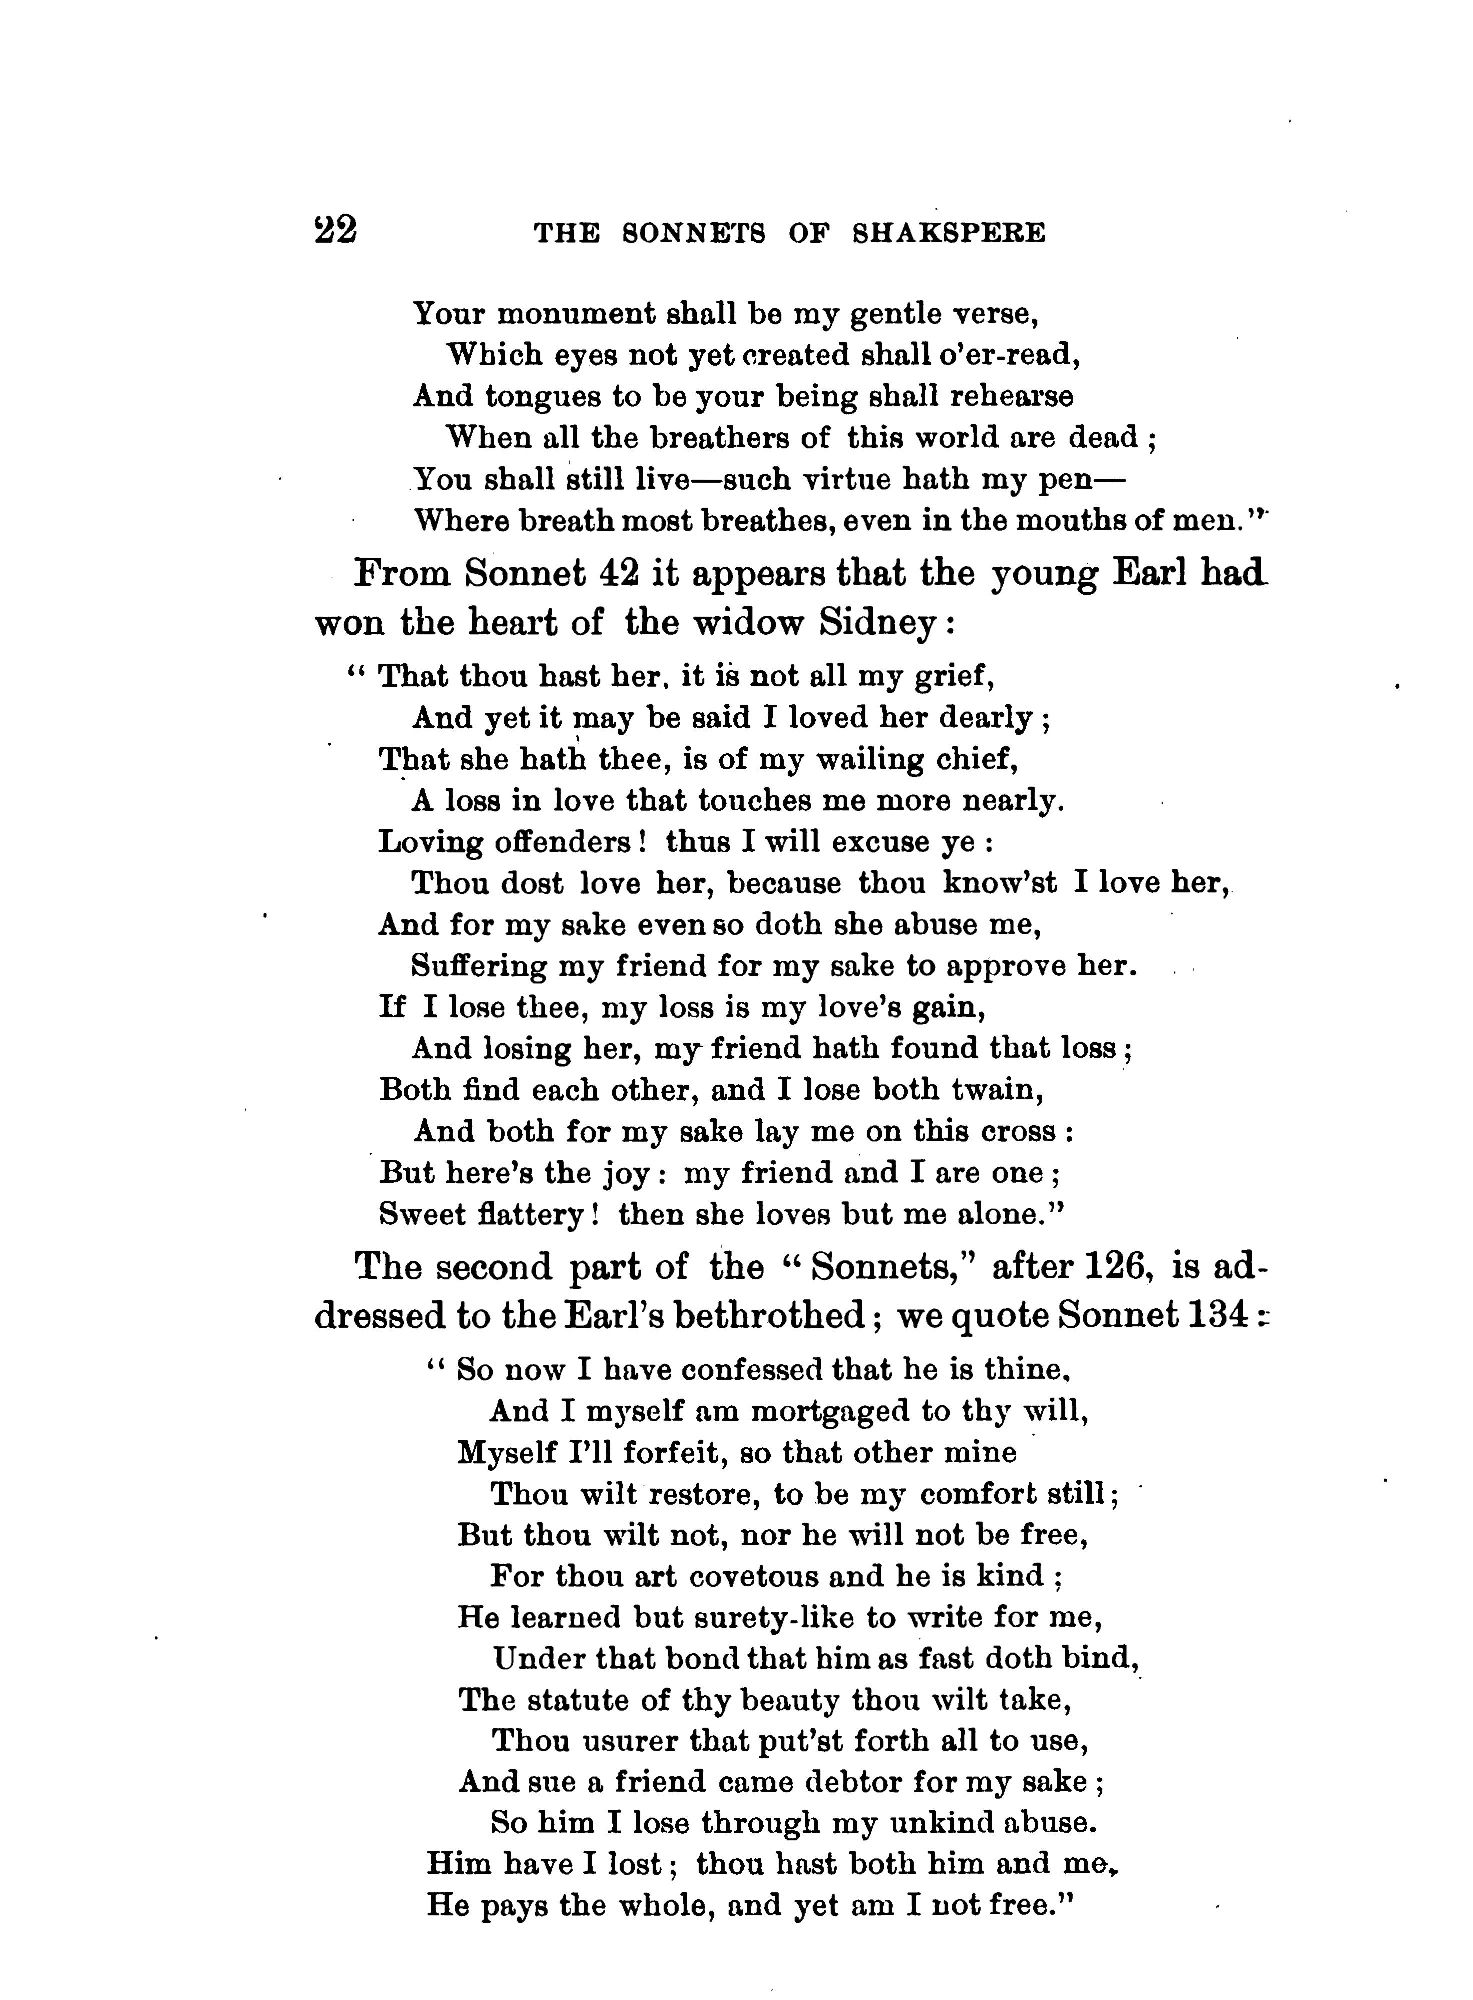 22 THE SONNETS OF SHAKSPERE
Your monument shall be my gentle verse,
Which eyes not yet created shall o'er-read,
And tongues to be your being shall rehearse
When all the breathers of this world are dead ;
You shall still live—such virtue hath my pen—
Where breath most breathes, even in the mouths of men."
From Sonnet 42 it appears that the young Earl had
won the heart of the widow Sidney :
" That thou hast her, it is not all my grief,
And yet it may be said I loved her dearly ;
That she hath thee, is of my wailing chief,
A loss in love that touches me more nearly.
Loving offenders ! thus I will excuse ye :
Thou dost love her, because thou know'st I love her,
And for my sake even so doth she abuse me,
Suffering my friend for my sake to approve her.
If I lose thee, my loss is my love's gain,
And losing her, my friend hath found that loss ;
Both find each other, and I lose both twain,
And both for my sake lay me on this cross :
But here's the joy : my friend and I are one ;
Sweet flattery ! then she loves but me alone."
The second part of the " Sonnets," after 126, is ad-
dressed to the Earl's bethrothed ; we quote Sonnet 134 :
" So now I have confessed that he is thine,
And I myself am mortgaged to thy will,
Myself I'll forfeit, so that other mine
Thou wilt restore, to be my comfort still ;
But thou wilt not, nor he will not be free,
For thou art covetous and he is kind ;
He learned but surety-like to write for me,
Under that bond that him as fast doth bind,
The statute of thy beauty thou wilt take,
Thou usurer that put'st forth all to use,
And sue a friend came debtor for my sake ;
So him I lose through my unkind abuse.
Him have I lost ; thou hast both him and me,
He pays the whole, and yet am I not free."